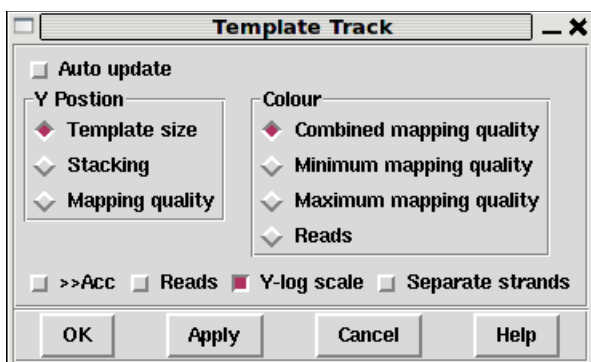 Template Track
Auto update
Y Postion
Template size
Stacking
Mapping quality
Colour
Combined mapping quality
Minimum mapping quality
Maximum mapping quality
Reads
>>Acc Reads Y-log scale Separate strands
OK Apply Cancel Help